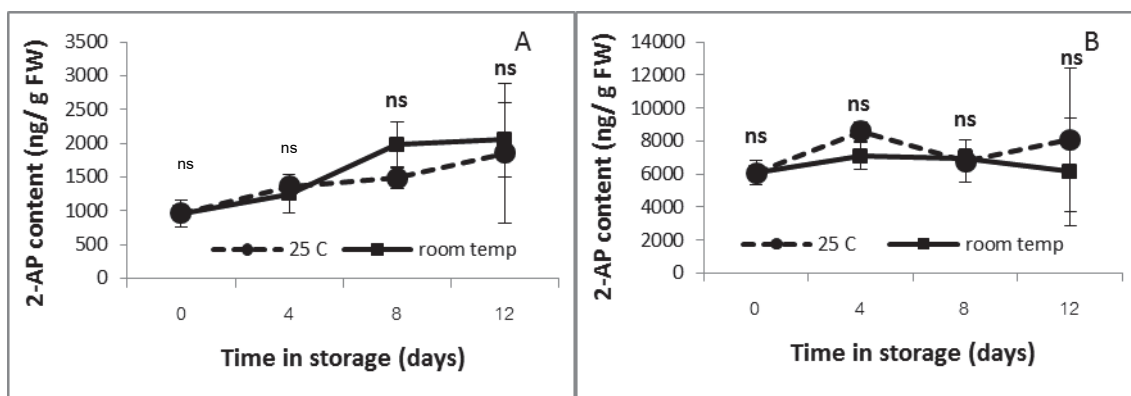 A
2-AP content (ng/ g FW)
3500
3000
2500
2000
1500
1000
500
0
ns
ns
ns
ns
25 C
room temp
0
4
8
12
Time in storage (days)
B
2-AP content (ng/ g FW)
14000
12000
10000
8000
6000
4000
2000
0
ns
ns
ns
ns
25 C
room temp
0
4
8
12
Time in storage (days)